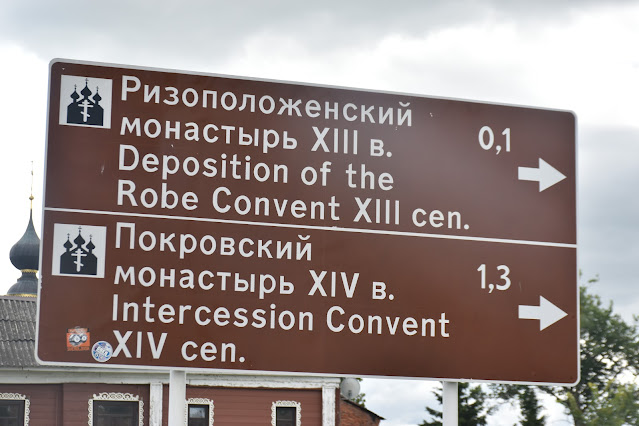 Ризоположенский
монастырь XIII в.
0,1
Deposition of the
Robe Convent XIII cen.
Покровский
монастырь XIV в.
1,3
Intercession Convent
XIV cen.